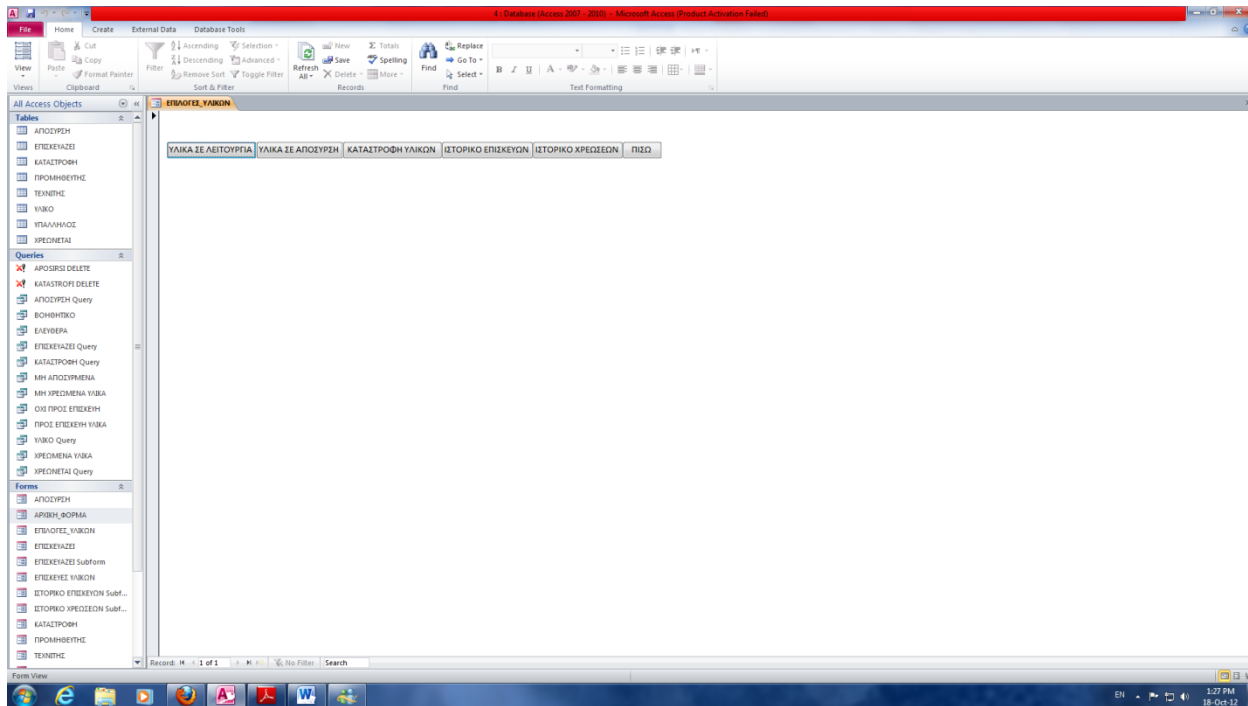 4 : Database (Access 2007 - 2010) - Microsoft Access (Product Activation Failed)
File Home Create External Data Database Tools
View
Views
Paste
Cut
Copy
Format Painter
Clipboard
Filter
Ascending
Descending
Remove Sort
Selection
Advanced
Toggle Filter
Sort & Filter
Refresh All
New
Save
Delete
Totals
Spelling
More
Records
Find
Replace
Go To
Select
Find
B I U A
Text Formatting
All Access Objects
ΕΠΙΛΟΓΕΣ_ΥΛΙΚΩΝ
Tables
ΑΠΟΣΥΡΣΗ
ΕΠΙΣΚΕΥΑΖΕΙ
ΚΑΤΑΣΤΡΟΦΗ
ΠΡΟΜΗΘΕΥΤΗΣ
ΤΕΧΝΙΤΗΣ
ΥΛΙΚΟ
ΥΠΑΛΛΗΛΟΣ
ΧΡΕΩΝΕΤΑΙ
Queries
APOSIRSI DELETE
KATASTROFI DELETE
ΑΠΟΣΥΡΣΗ Query
ΒΟΗΘΗΤΙΚΟ
ΕΛΕΥΘΕΡΑ
ΕΠΙΣΚΕΥΑΖΕΙ Query
ΚΑΤΑΣΤΡΟΦΗ Query
ΜΗ ΑΠΟΣΥΡΜΕΝΑ
ΜΗ ΧΡΕΩΜΕΝΑ ΥΛΙΚΑ
ΟΧΙ ΠΡΟΣ ΕΠΙΣΚΕΥΗ
ΠΡΟΣ ΕΠΙΣΚΕΥΗ ΥΛΙΚΑ
ΥΛΙΚΟ Query
ΧΡΕΩΜΕΝΑ ΥΛΙΚΑ
ΧΡΕΩΝΕΤΑΙ Query
Forms
ΑΠΟΣΥΡΣΗ
ΑΡΧΙΚΗ_ΦΟΡΜΑ
ΕΠΙΛΟΓΕΣ_ΥΛΙΚΩΝ
ΕΠΙΣΚΕΥΑΖΕΙ
ΕΠΙΣΚΕΥΑΖΕΙ Subform
ΕΠΙΣΚΕΥΕΣ ΥΛΙΚΩΝ
ΙΣΤΟΡΙΚΟ ΕΠΙΣΚΕΥΩΝ Subf...
ΙΣΤΟΡΙΚΟ ΧΡΕΩΣΕΩΝ Subf...
ΚΑΤΑΣΤΡΟΦΗ
ΠΡΟΜΗΘΕΥΤΗΣ
ΤΕΧΝΙΤΗΣ
ΥΛΙΚΑ ΣΕ ΛΕΙΤΟΥΡΓΙΑ ΥΛΙΚΑ ΣΕ ΑΠΟΣΥΡΣΗ ΚΑΤΑΣΤΡΟΦΗ ΥΛΙΚΩΝ ΙΣΤΟΡΙΚΟ ΕΠΙΣΚΕΥΩΝ ΙΣΤΟΡΙΚΟ ΧΡΕΩΣΕΩΝ ΠΙΣΩ
Record: 1 of 1 No Filter Search
Form View
EN 1:27 PM
18-Oct-12